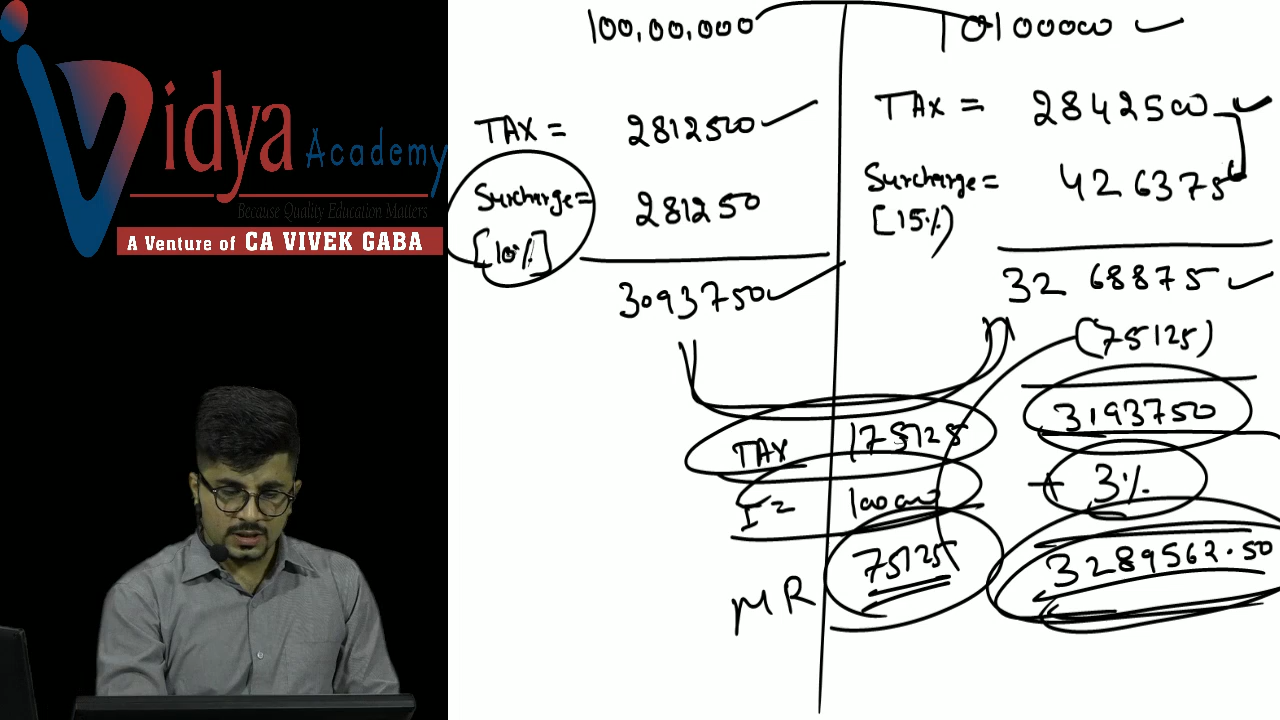 Vidya Academy
Because Quality Education Matters
A Venture of CA VIVEK GABA
100,00,000
TAX = 2812500
Surcharge = 281250
[10%]
3093750
10100000
TAX = 2842500
Surcharge = 426375
[15%]
3268875
(75125)
3193750
+ 3%
3289562.50
TAX 175125
I = 100000
MR 75125